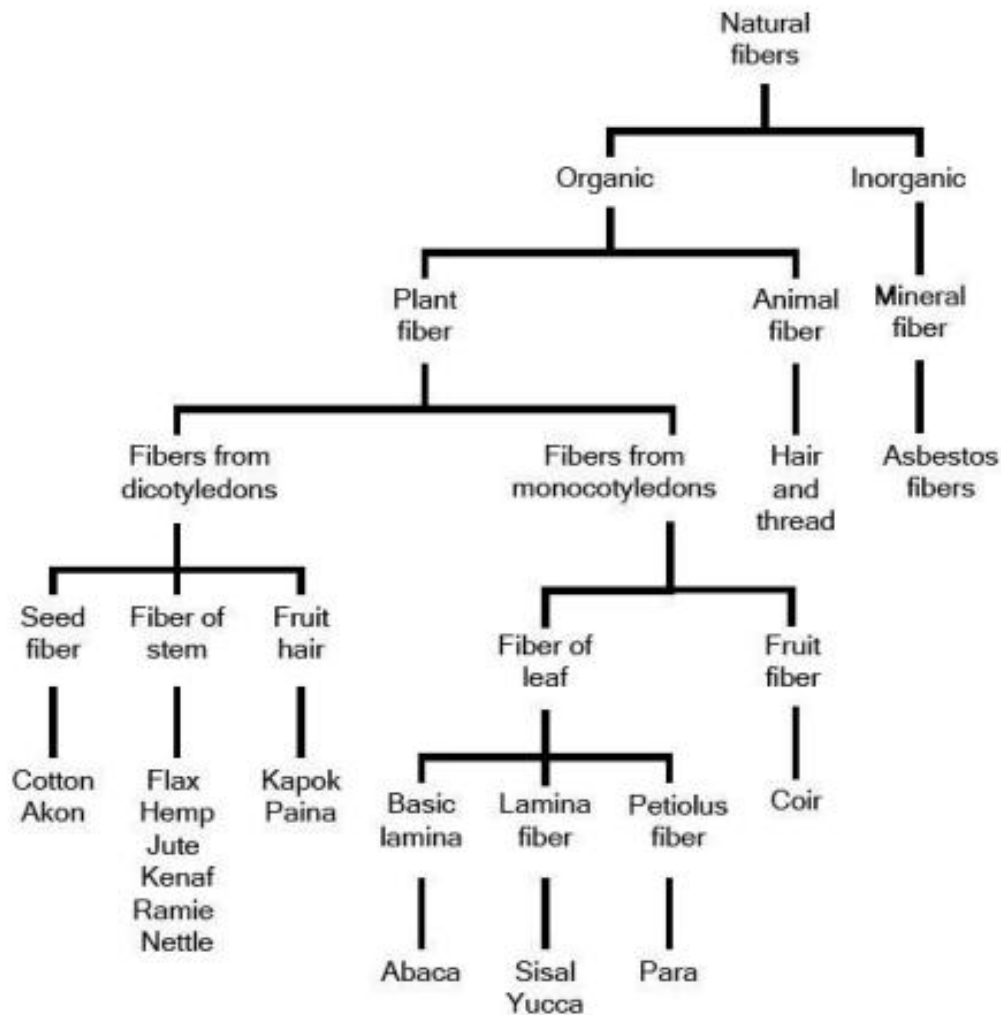 Natural
fibers
Organic
Inorganic
Plant
fiber
Animal
fiber
Mineral
fiber
Fibers from
dicotyledons
Fibers from
monocotyledons
Hair
and
thread
Asbestos
fibers
Seed
fiber
Fiber of
stem
Fruit
hair
Fiber of
leaf
Fruit
fiber
Cotton
Akon
Flax
Hemp
Jute
Kenaf
Ramie
Nettle
Kapok
Paina
Basic
lamina
Lamina
fiber
Petiolus
fiber
Coir
Abaca
Sisal
Yucca
Para